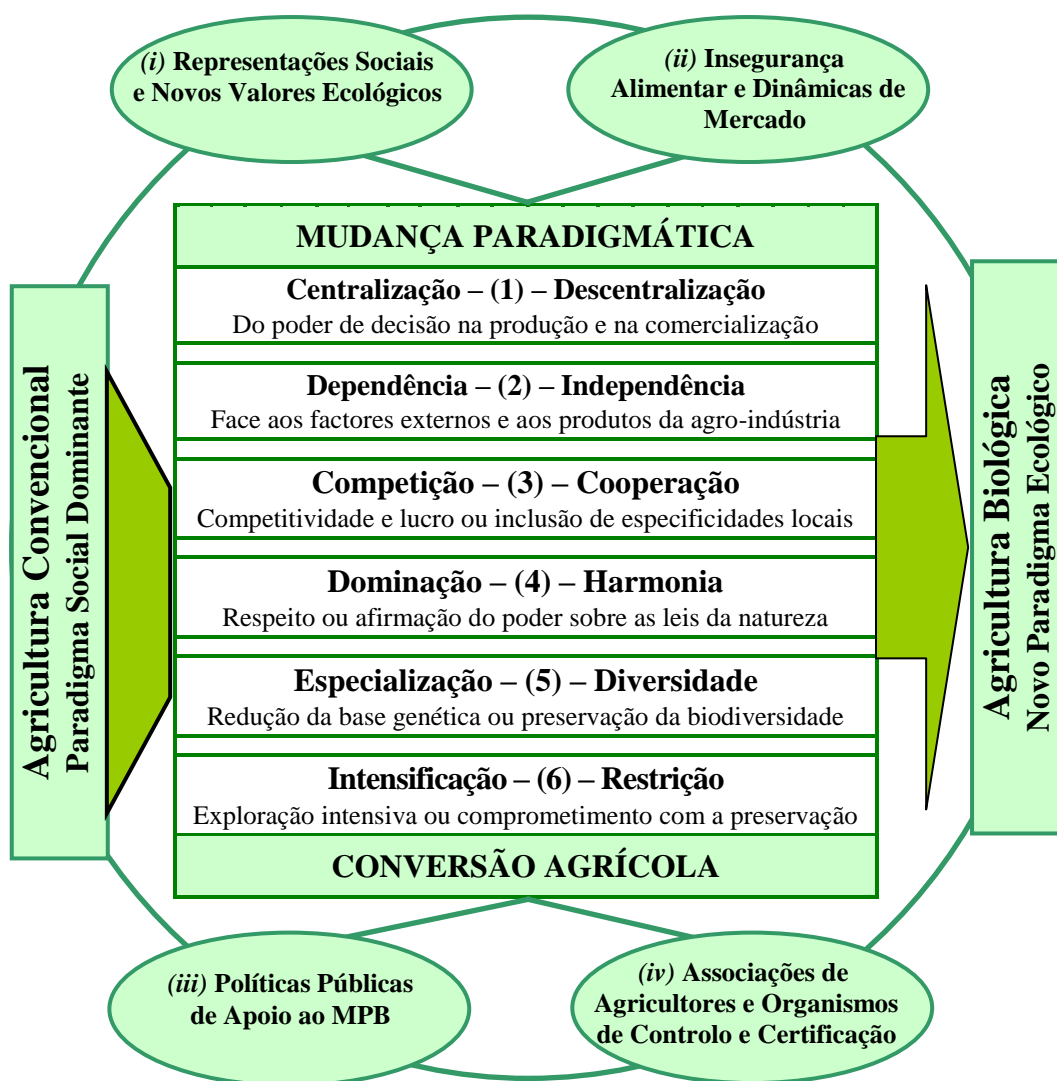 (i) Representações Sociais
e Novos Valores Ecológicos
(ii) Insegurança
Alimentar e Dinâmicas de
Mercado
Agricultura Convencional
Paradigma Social Dominante
MUDANÇA PARADIGMÁTICA
Centralização – (1) – Descentralização
Do poder de decisão na produção e na comercialização
Dependência – (2) – Independência
Face aos factores externos e aos produtos da agro-indústria
Competição – (3) – Cooperação
Competitividade e lucro ou inclusão de especificidades locais
Dominação – (4) – Harmonia
Respeito ou afirmação do poder sobre as leis da natureza
Especialização – (5) – Diversidade
Redução da base genética ou preservação da biodiversidade
Intensificação – (6) – Restrição
Exploração intensiva ou comprometimento com a preservação
CONVERSÃO AGRÍCOLA
Agricultura Biológica
Novo Paradigma Ecológico
(iii) Políticas Públicas
de Apoio ao MPB
(iv) Associações de
Agricultores e Organismos
de Controlo e Certificação